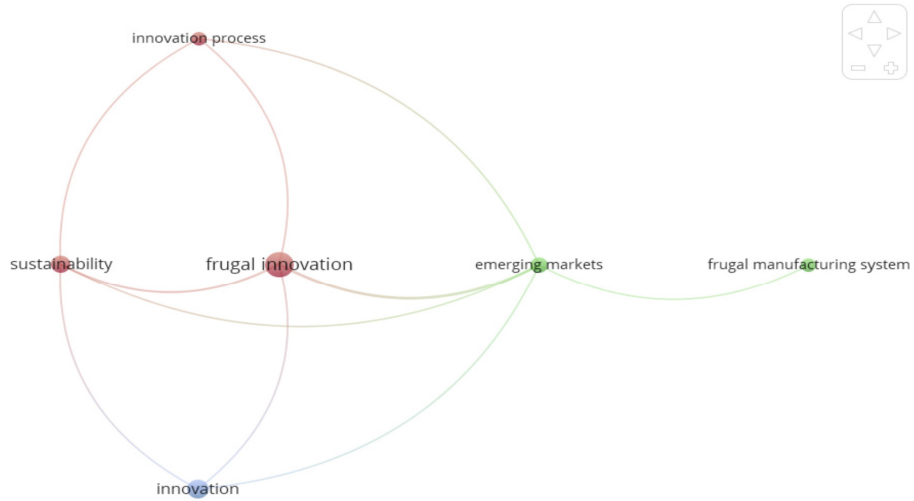 innovation process
sustainability
frugal innovation
emerging markets
frugal manufacturing system
innovation